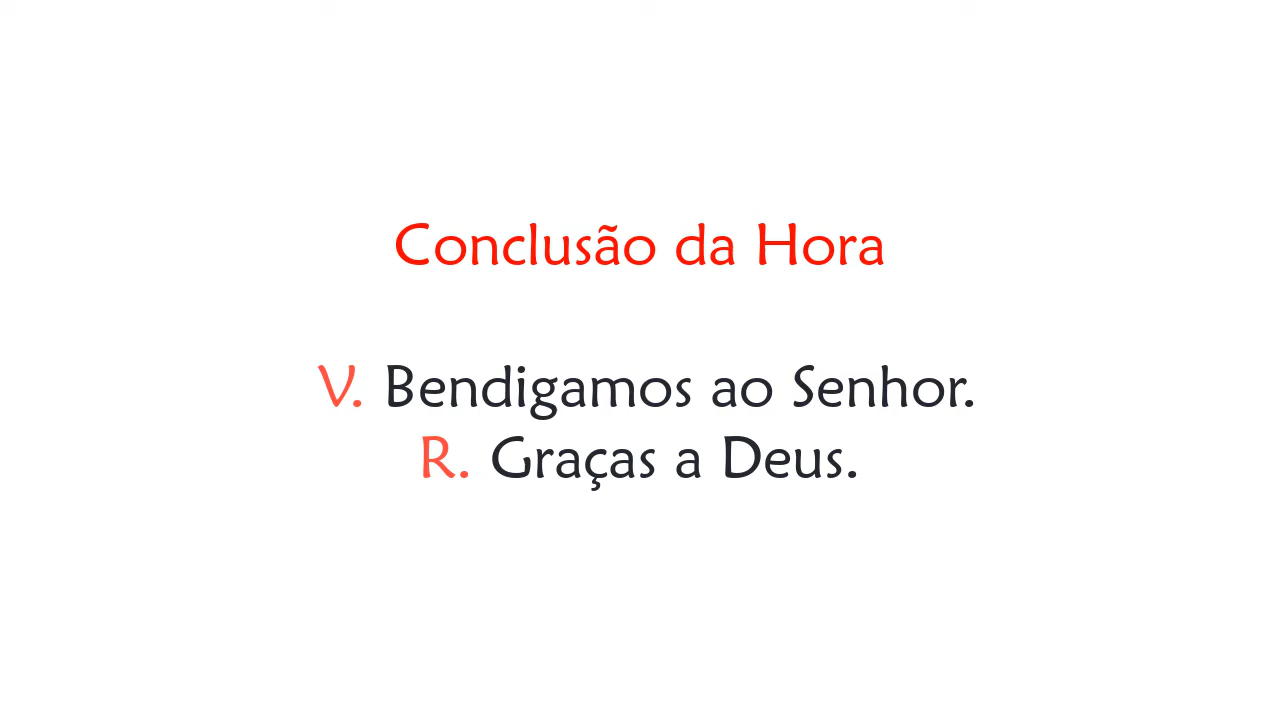 Conclusão da Hora
V. Bendigamos ao Senhor.
R. Graças a Deus.